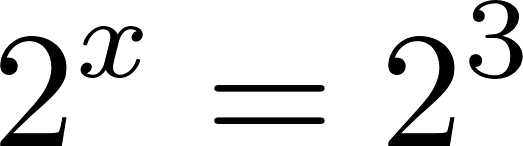 2^x = 2^3